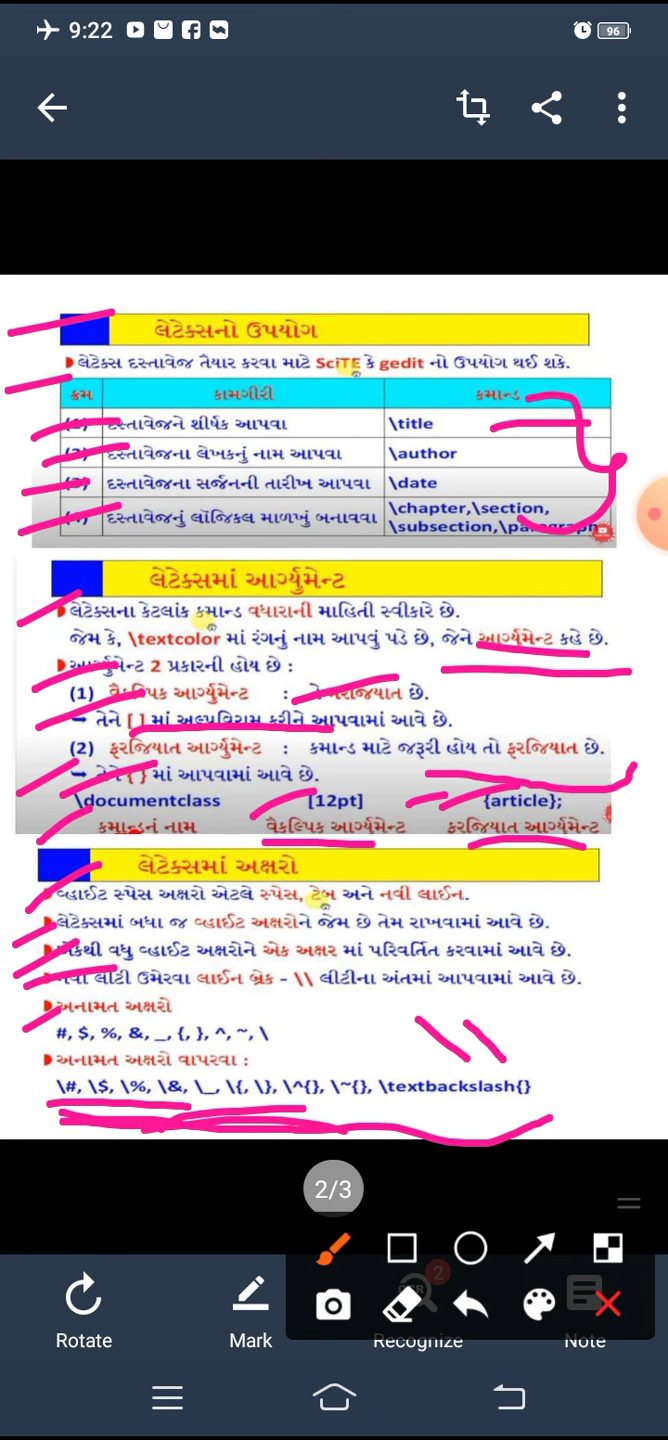 9:22
96
લેટેક્સનો ઉપયોગ
લેટેક્સ દસ્તાવેજ તૈયાર કરવા માટે SciTE કે gedit નો ઉપયોગ થઈ શકે.
ક્રમ કામગીરી કમાન્ડ
(1) દસ્તાવેજને શીર્ષક આપવા \title
(2) દસ્તાવેજના લેખકનું નામ આપવા \author
(3) દસ્તાવેજના સર્જનની તારીખ આપવા \date
(4) દસ્તાવેજનું લૉજિકલ માળખું બનાવવા \chapter,\section,
\subsection,\paragraph
લેટેક્સમાં આર્ગ્યુમેન્ટ
લેટેક્સના કેટલાંક કમાન્ડ વધારાની માહિતી સ્વીકારે છે.
જેમ કે, \textcolor માં રંગનું નામ આપવું પડે છે, જેને આર્ગ્યુમેન્ટ કહે છે.
આર્ગ્યુમેન્ટ 2 પ્રકારની હોય છે :
(1) વૈકલ્પિક આર્ગ્યુમેન્ટ : મરજિયાત છે.
તેને [ ] માં અલ્પવિરામ કરીને આપવામાં આવે છે.
(2) ફરજિયાત આર્ગ્યુમેન્ટ : કમાન્ડ માટે જરૂરી હોય તો ફરજિયાત છે.
તેને { } માં આપવામાં આવે છે.
\documentclass [12pt] {article};
કમાન્ડનું નામ વૈકલ્પિક આર્ગ્યુમેન્ટ ફરજિયાત આર્ગ્યુમેન્ટ
લેટેક્સમાં અક્ષરો
વ્હાઈટ સ્પેસ અક્ષરો એટલે સ્પેસ, ટેબ અને નવી લાઈન.
લેટેક્સમાં બધા જ વ્હાઈટ અક્ષરોને જેમ છે તેમ રાખવામાં આવે છે.
એકથી વધુ વ્હાઈટ અક્ષરોને એક અક્ષર માં પરિવર્તિત કરવામાં આવે છે.
નવી લીટી ઉમેરવા લાઈન બ્રેક - \\ લીટીના અંતમાં આપવામાં આવે છે.
અનામત અક્ષરો
#, $, %, &, _, {, }, ^, ~, \
અનામત અક્ષરો વાપરવા :
\#, \$, \%, \&, \_, \{, \}, \^{}, \~{}, \textbackslash{}
2/3
2
Rotate Mark Recognize Note